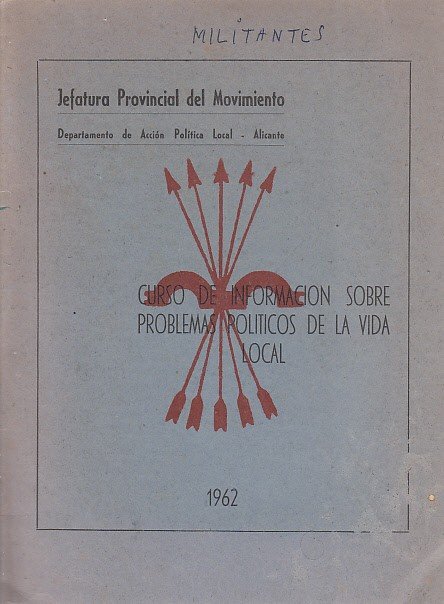 MILITANTES
Jefatura Provincial del Movimiento
Departamento de Acción Política Local - Alicante
CURSO DE INFORMACION SOBRE
PROBLEMAS POLITICOS DE LA VIDA
LOCAL
1962